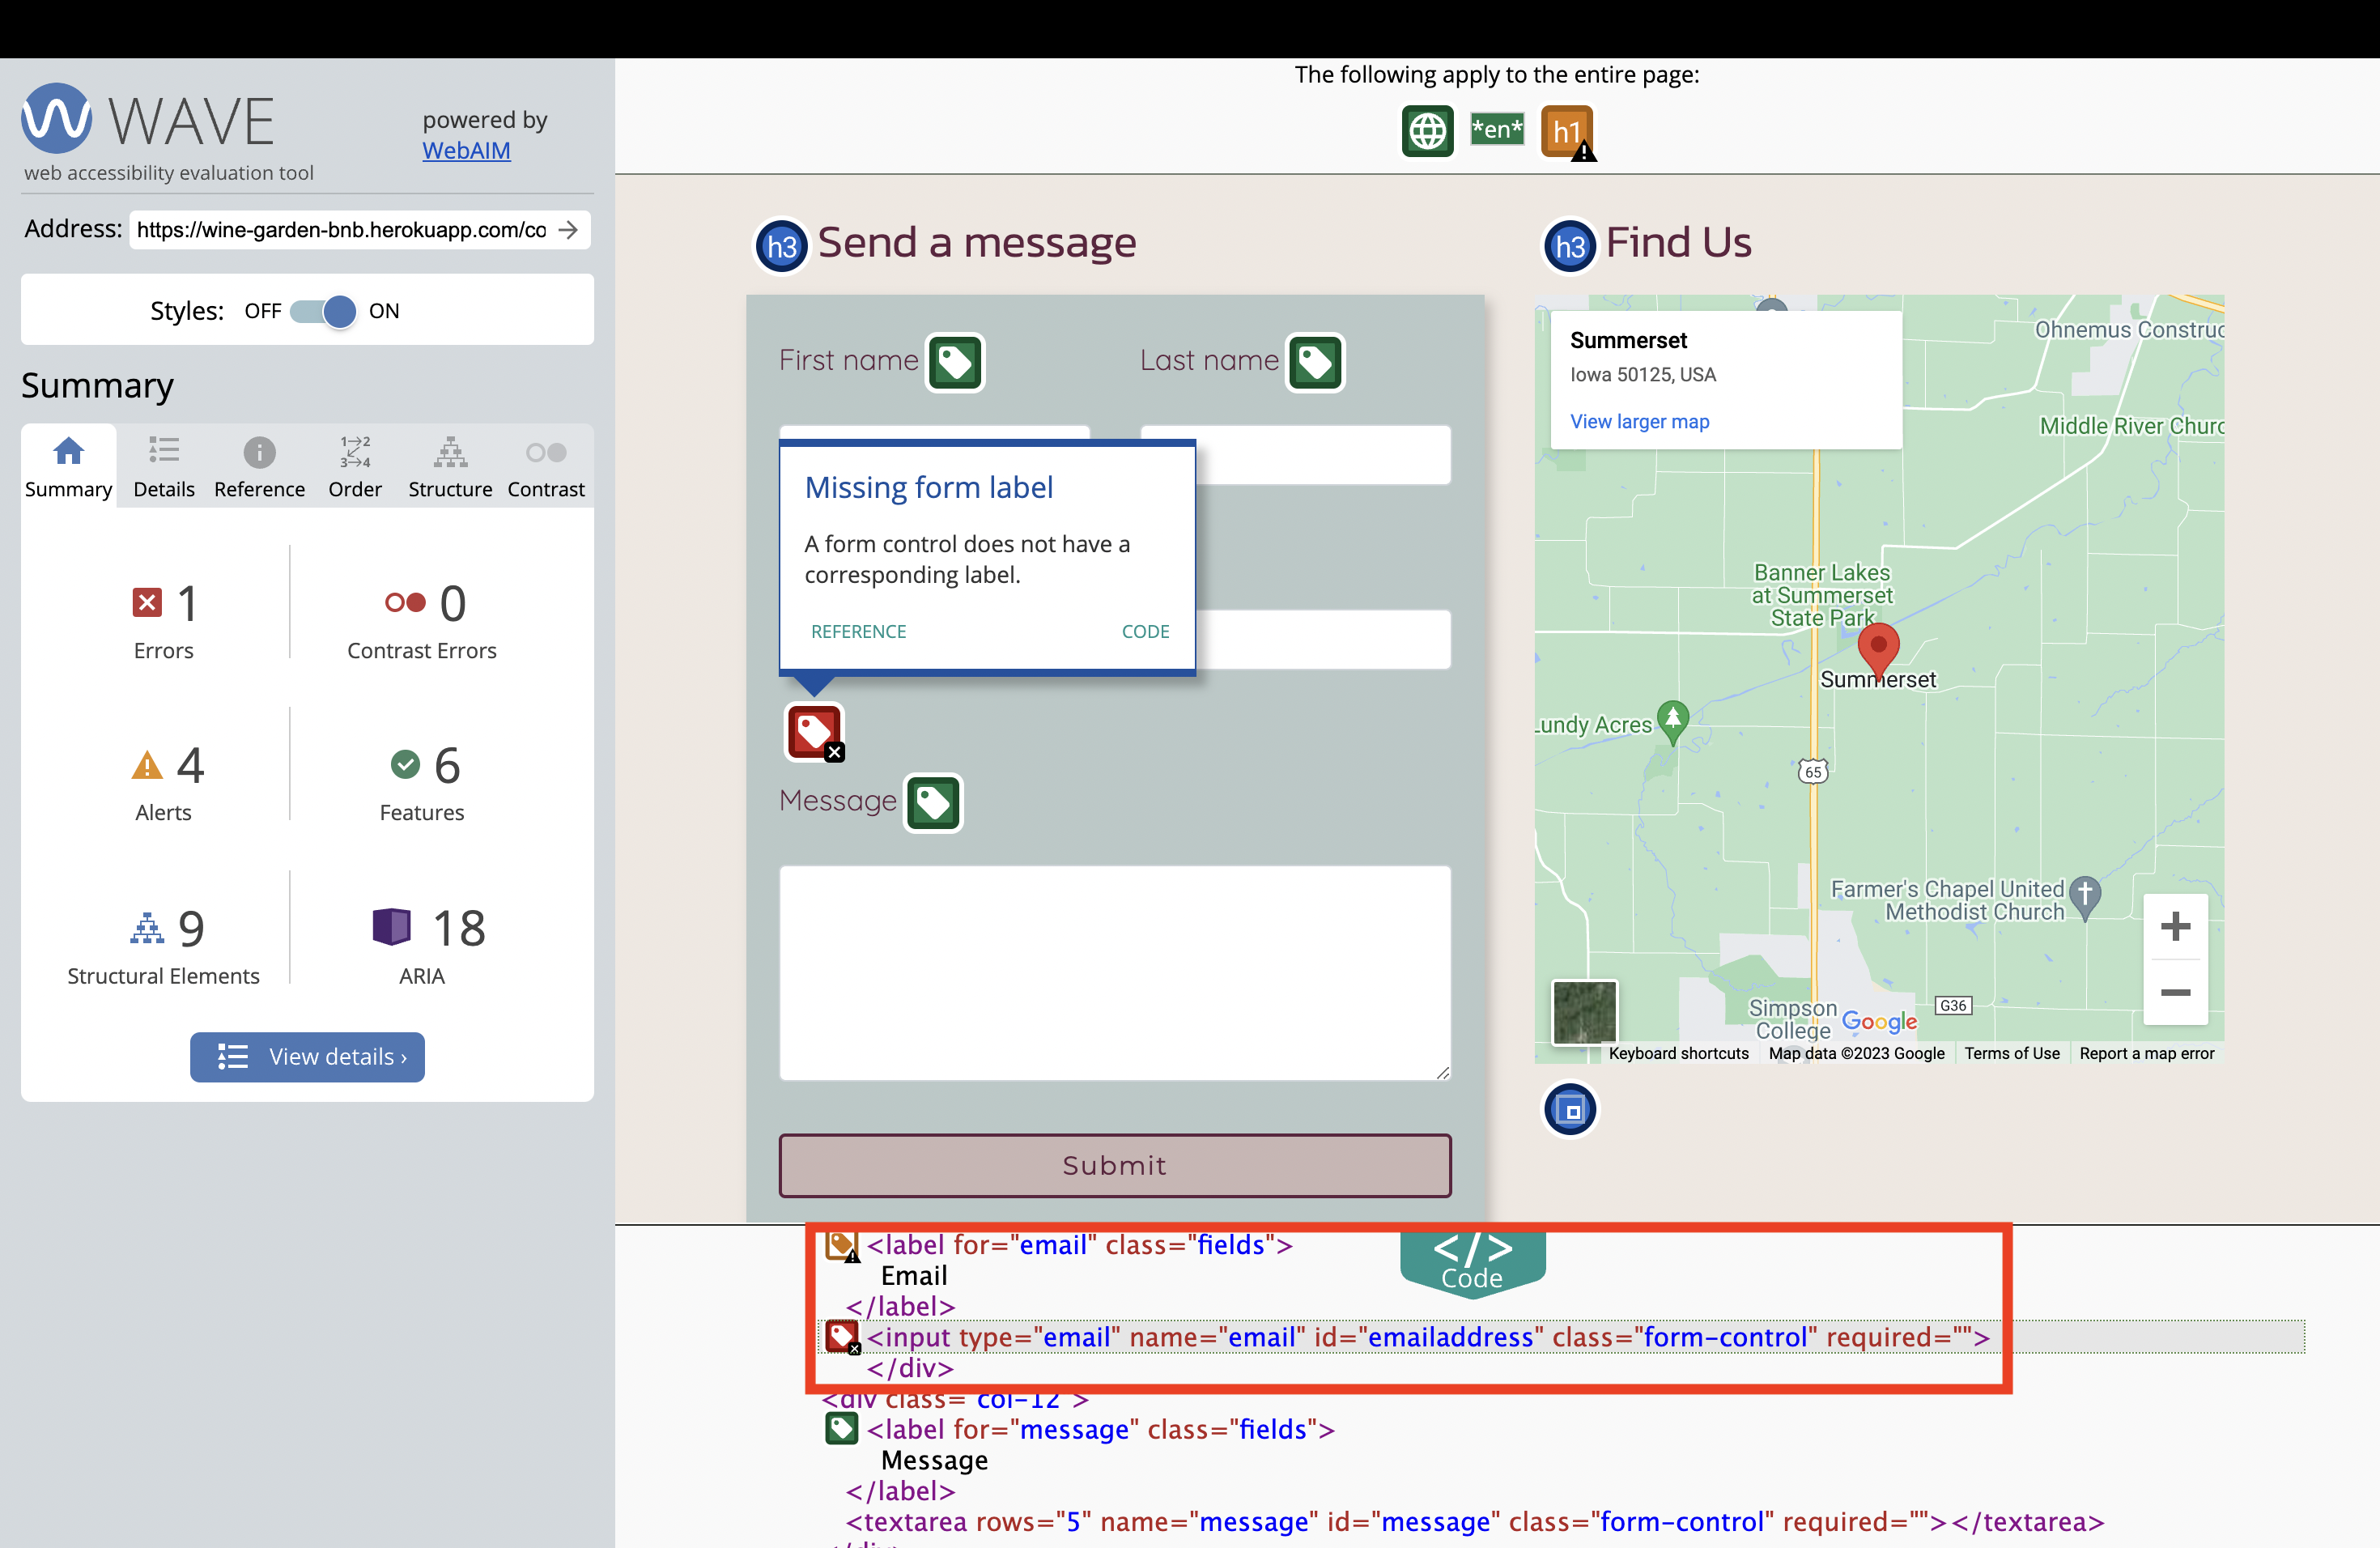 WAVE
powered by
WebAIM
web accessibility evaluation tool
Address: https://wine-garden-bnb.herokuapp.com/co
Styles: OFF ON
Summary
1→2
3→4
Summary Details Reference Order Structure Contrast
1
Errors
0
Contrast Errors
4
Alerts
6
Features
9
Structural Elements
18
ARIA
View details ›
The following apply to the entire page:
*en* h1
h3 Send a message
First name
Last name
Missing form label
A form control does not have a
corresponding label.
REFERENCE CODE
Message
Submit
h3 Find Us
Summerset
Iowa 50125, USA
View larger map
Ohnemus Construc
Middle River Churc
Banner Lakes
at Summerset
State Park
Summerset
Lundy Acres
65
Farmer's Chapel United
Methodist Church
Simpson
College
Google
G36
Keyboard shortcuts Map data ©2023 Google Terms of Use Report a map error
</>
Code
<label for="email" class="fields">
Email
</label>
<input type="email" name="email" id="emailaddress" class="form-control" required="">
</div>
<div class="col-12">
<label for="message" class="fields">
Message
</label>
<textarea rows="5" name="message" id="message" class="form-control" required=""></textarea>
</div>